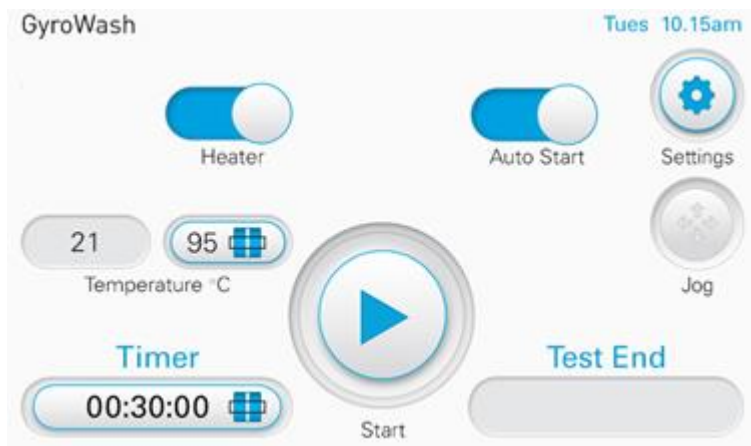 GyroWash
Tues 10.15am
Heater
Auto Start
Settings
21
95
Temperature °C
Jog
Timer
Test End
00:30:00
Start